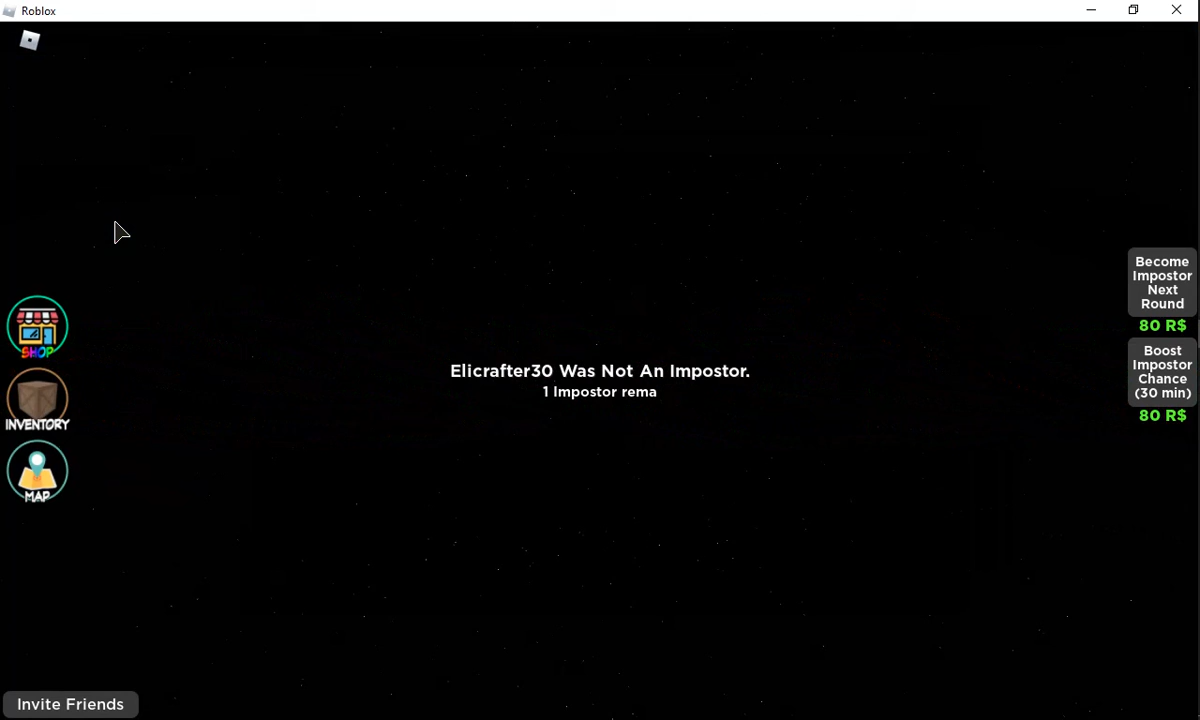 Roblox
Elicrafter30 Was Not An Impostor.
1 Impostor rema
SHOP
INVENTORY
MAP
Become
Impostor
Next
Round
80 R$
Boost
Impostor
Chance
(30 min)
80 R$
Invite Friends